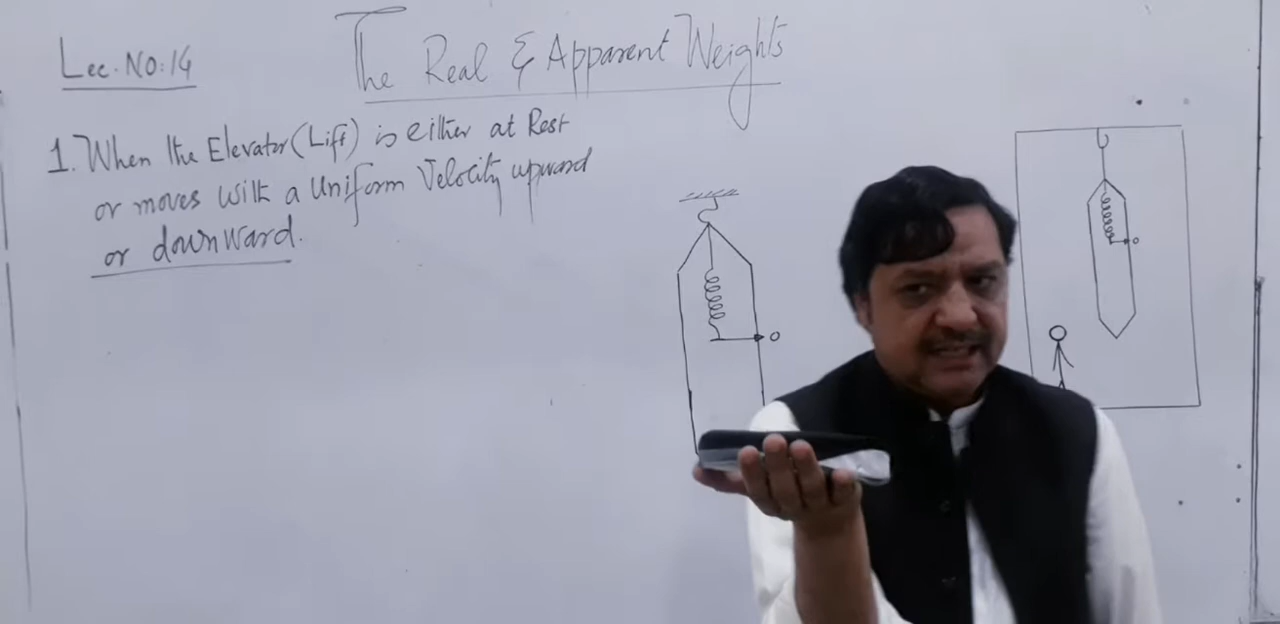 Lec. No: 14
The Real & Apparent Weights
1. When the Elevator (Lift) is either at Rest
or moves with a Uniform Velocity upward
or downward.
o
o